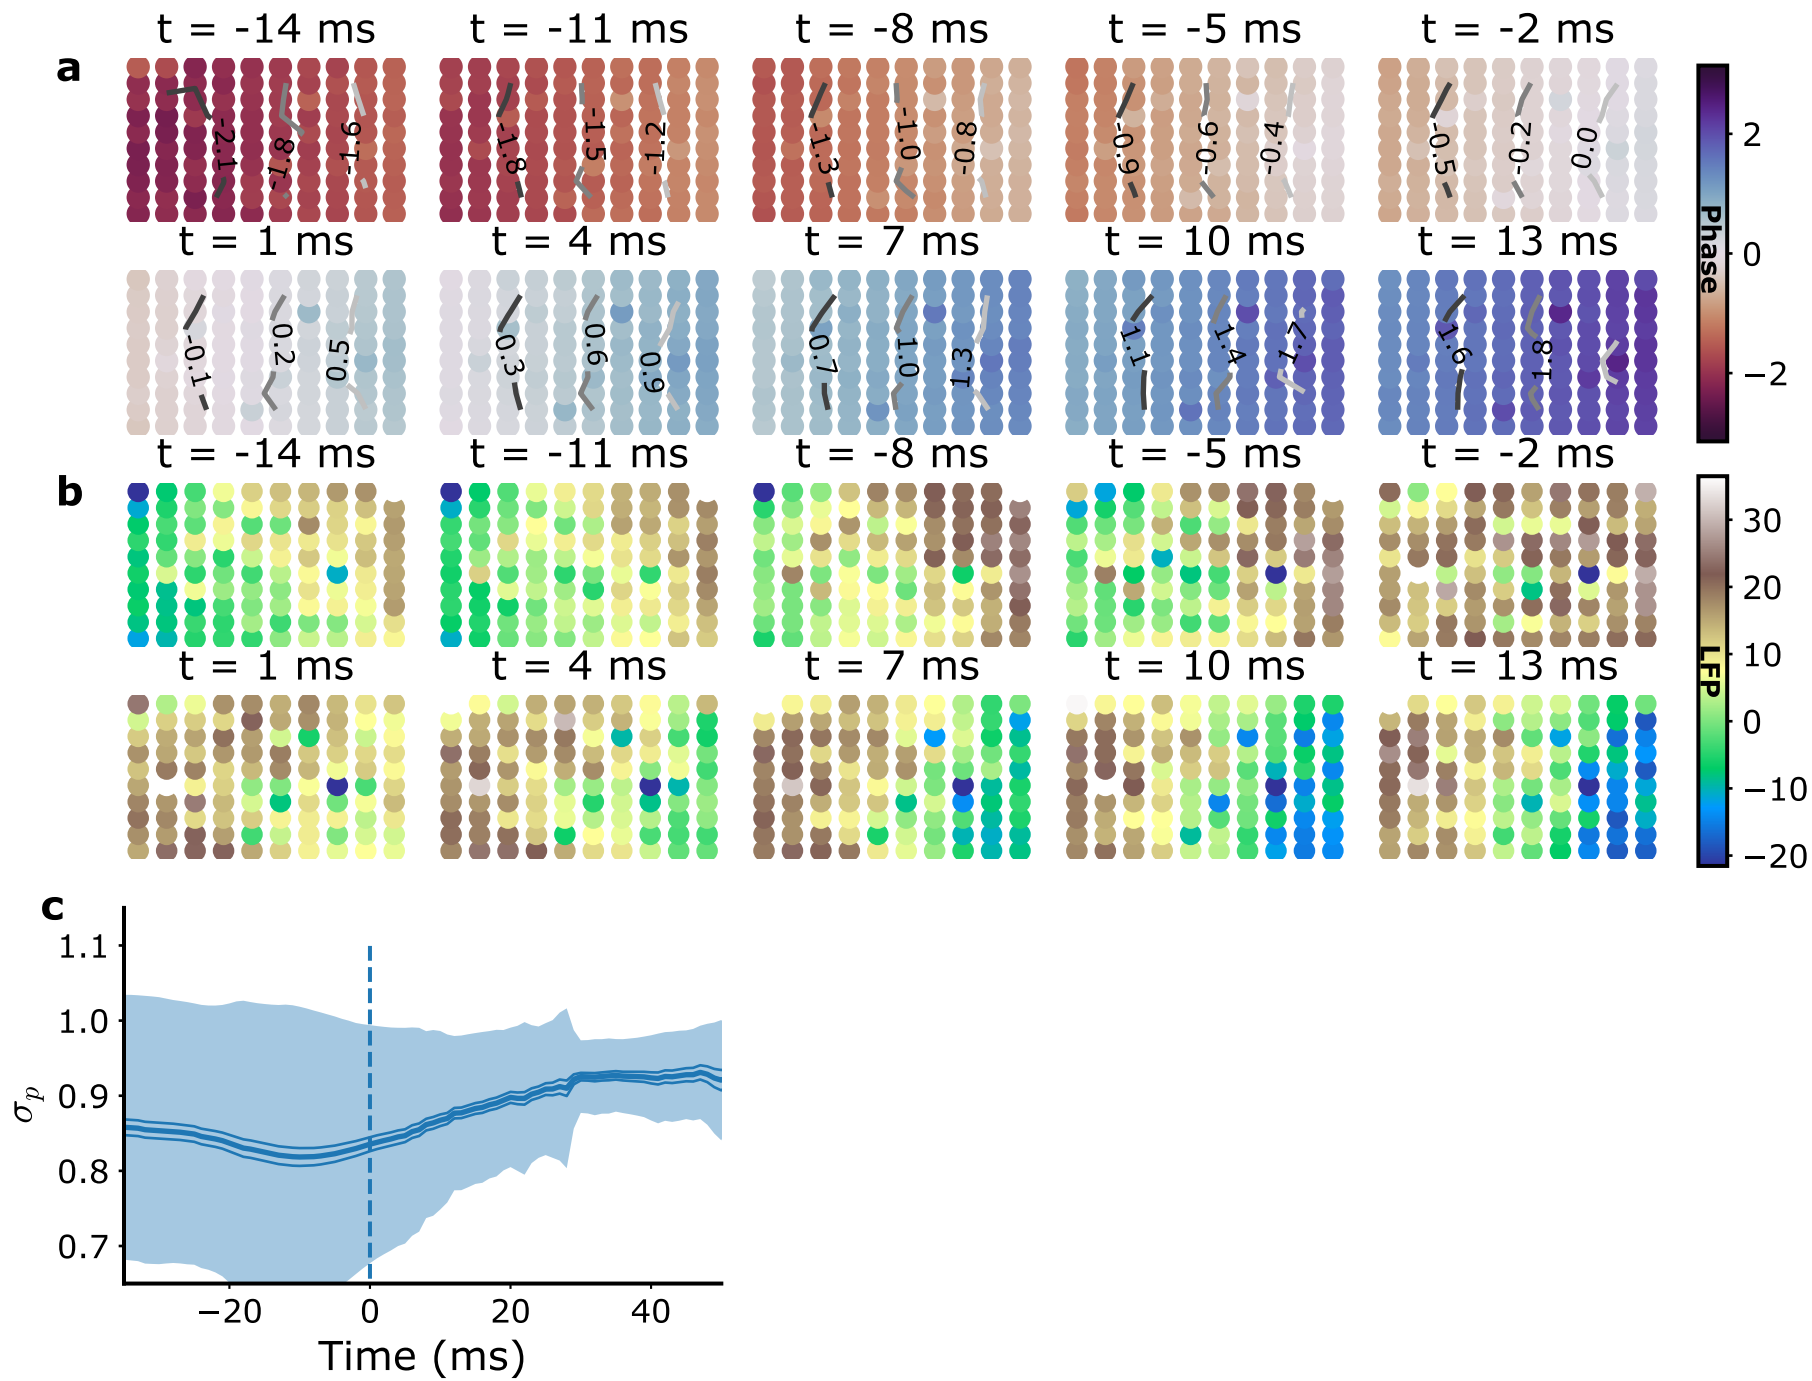 a
t = -14 ms
t = -11 ms
t = -8 ms
t = -5 ms
t = -2 ms
-2.1
-1.8
-1.6
-1.8
-1.5
-1.2
-1.3
-1.0
-0.8
-0.9
-0.6
-0.4
-0.5
-0.2
0.0
t = 1 ms
t = 4 ms
t = 7 ms
t = 10 ms
t = 13 ms
-0.1
0.2
0.5
0.3
0.6
0.9
0.7
1.0
1.3
1.1
1.4
1.7
1.6
1.8
2
0
−2
Phase
b
t = -14 ms
t = -11 ms
t = -8 ms
t = -5 ms
t = -2 ms
t = 1 ms
t = 4 ms
t = 7 ms
t = 10 ms
t = 13 ms
30
20
10
0
−10
−20
LFP
c
1.1
1.0
0.9
0.8
0.7
σp
−20
0
20
40
Time (ms)